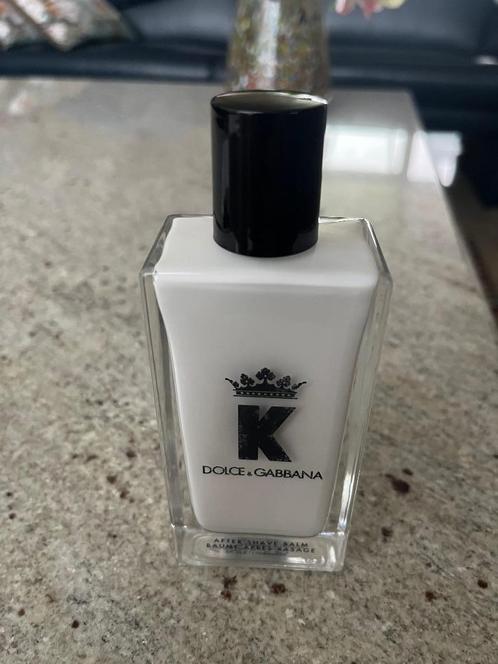 K
DOLCE & GABBANA
AFTER SHAVE BALM
BAUME APRÈS-RASAGE